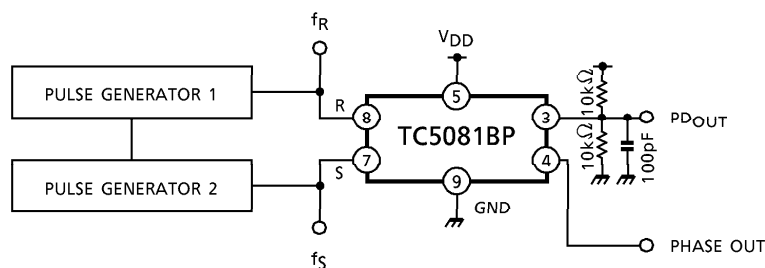 fR
VDD
PULSE GENERATOR 1
R
8
5
3
10kΩ
PDOUT
TC5081BP
10kΩ
100pF
PULSE GENERATOR 2
S
7
4
9
GND
fS
PHASE OUT